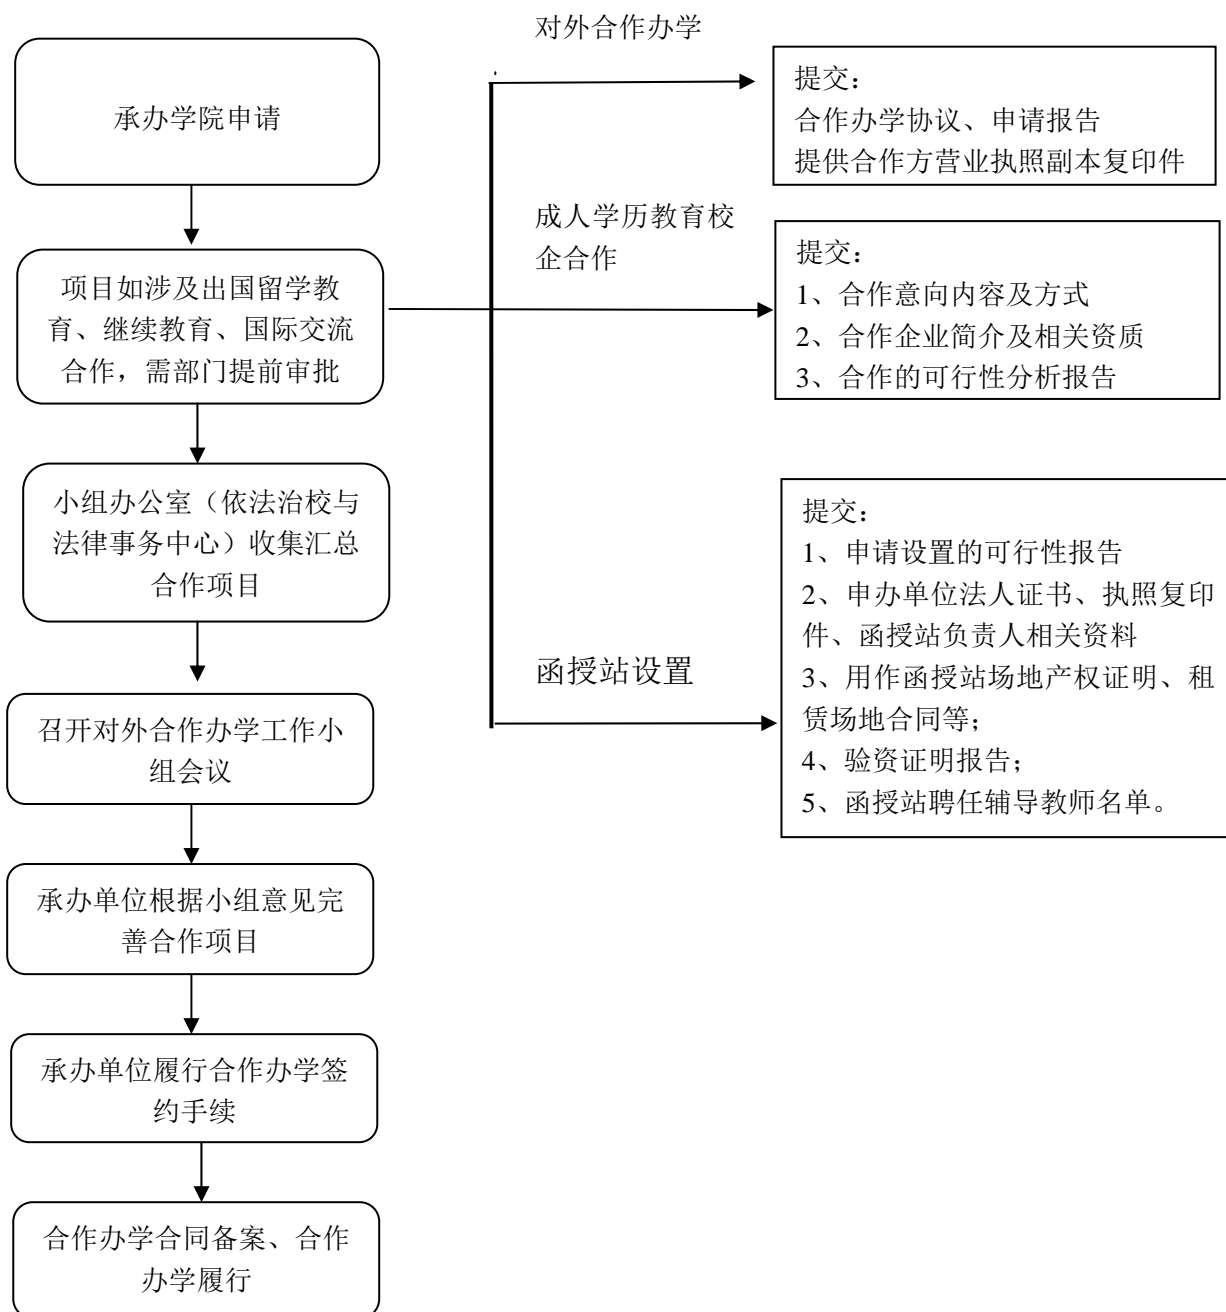 承办学院申请
项目如涉及出国留学教
育、继续教育、国际交流
合作，需部门提前审批
小组办公室（依法治校与
法律事务中心）收集汇总
合作项目
召开对外合作办学工作小
组会议
承办单位根据小组意见完
善合作项目
承办单位履行合作办学签
约手续
合作办学合同备案、合作
办学履行
对外合作办学
提交：
合作办学协议、申请报告
提供合作方营业执照副本复印件
成人学历教育校
企合作
提交：
1、合作意向内容及方式
2、合作企业简介及相关资质
3、合作的可行性分析报告
函授站设置
提交：
1、申请设置的可行性报告
2、申办单位法人证书、执照复印
件、函授站负责人相关资料
3、用作函授站场地产权证明、租
赁场地合同等；
4、验资证明报告；
5、函授站聘任辅导教师名单。